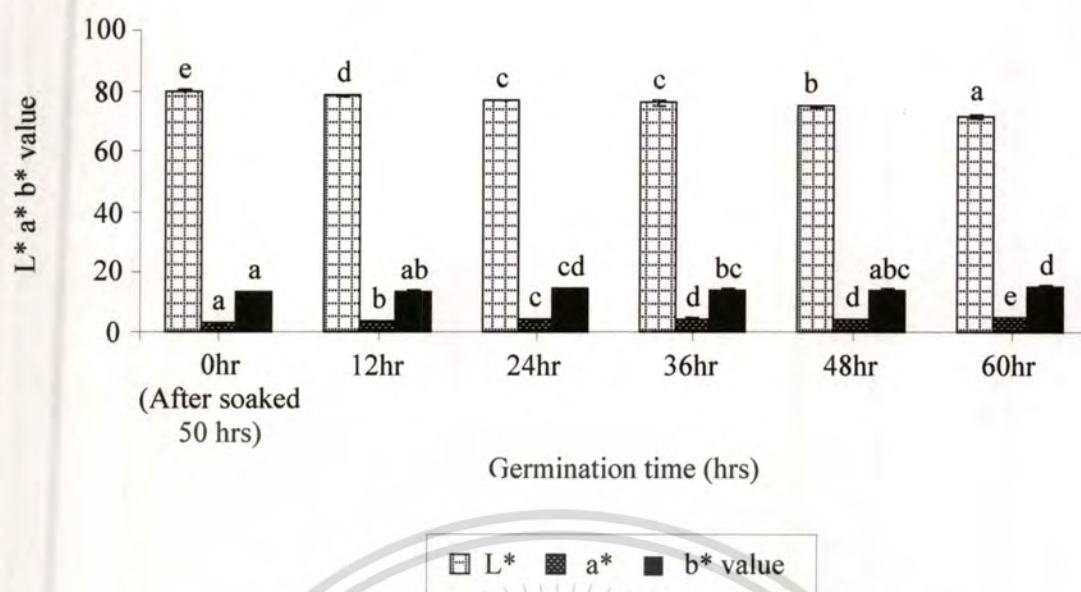 L* a* b* value
100
80
60
40
20
0
e
a
a
d
b
ab
c
c
cd
c
d
bc
b
d
abc
a
e
d
0hr
(After soaked
50 hrs)
12hr
24hr
36hr
48hr
60hr
Germination time (hrs)
L* a* b* value